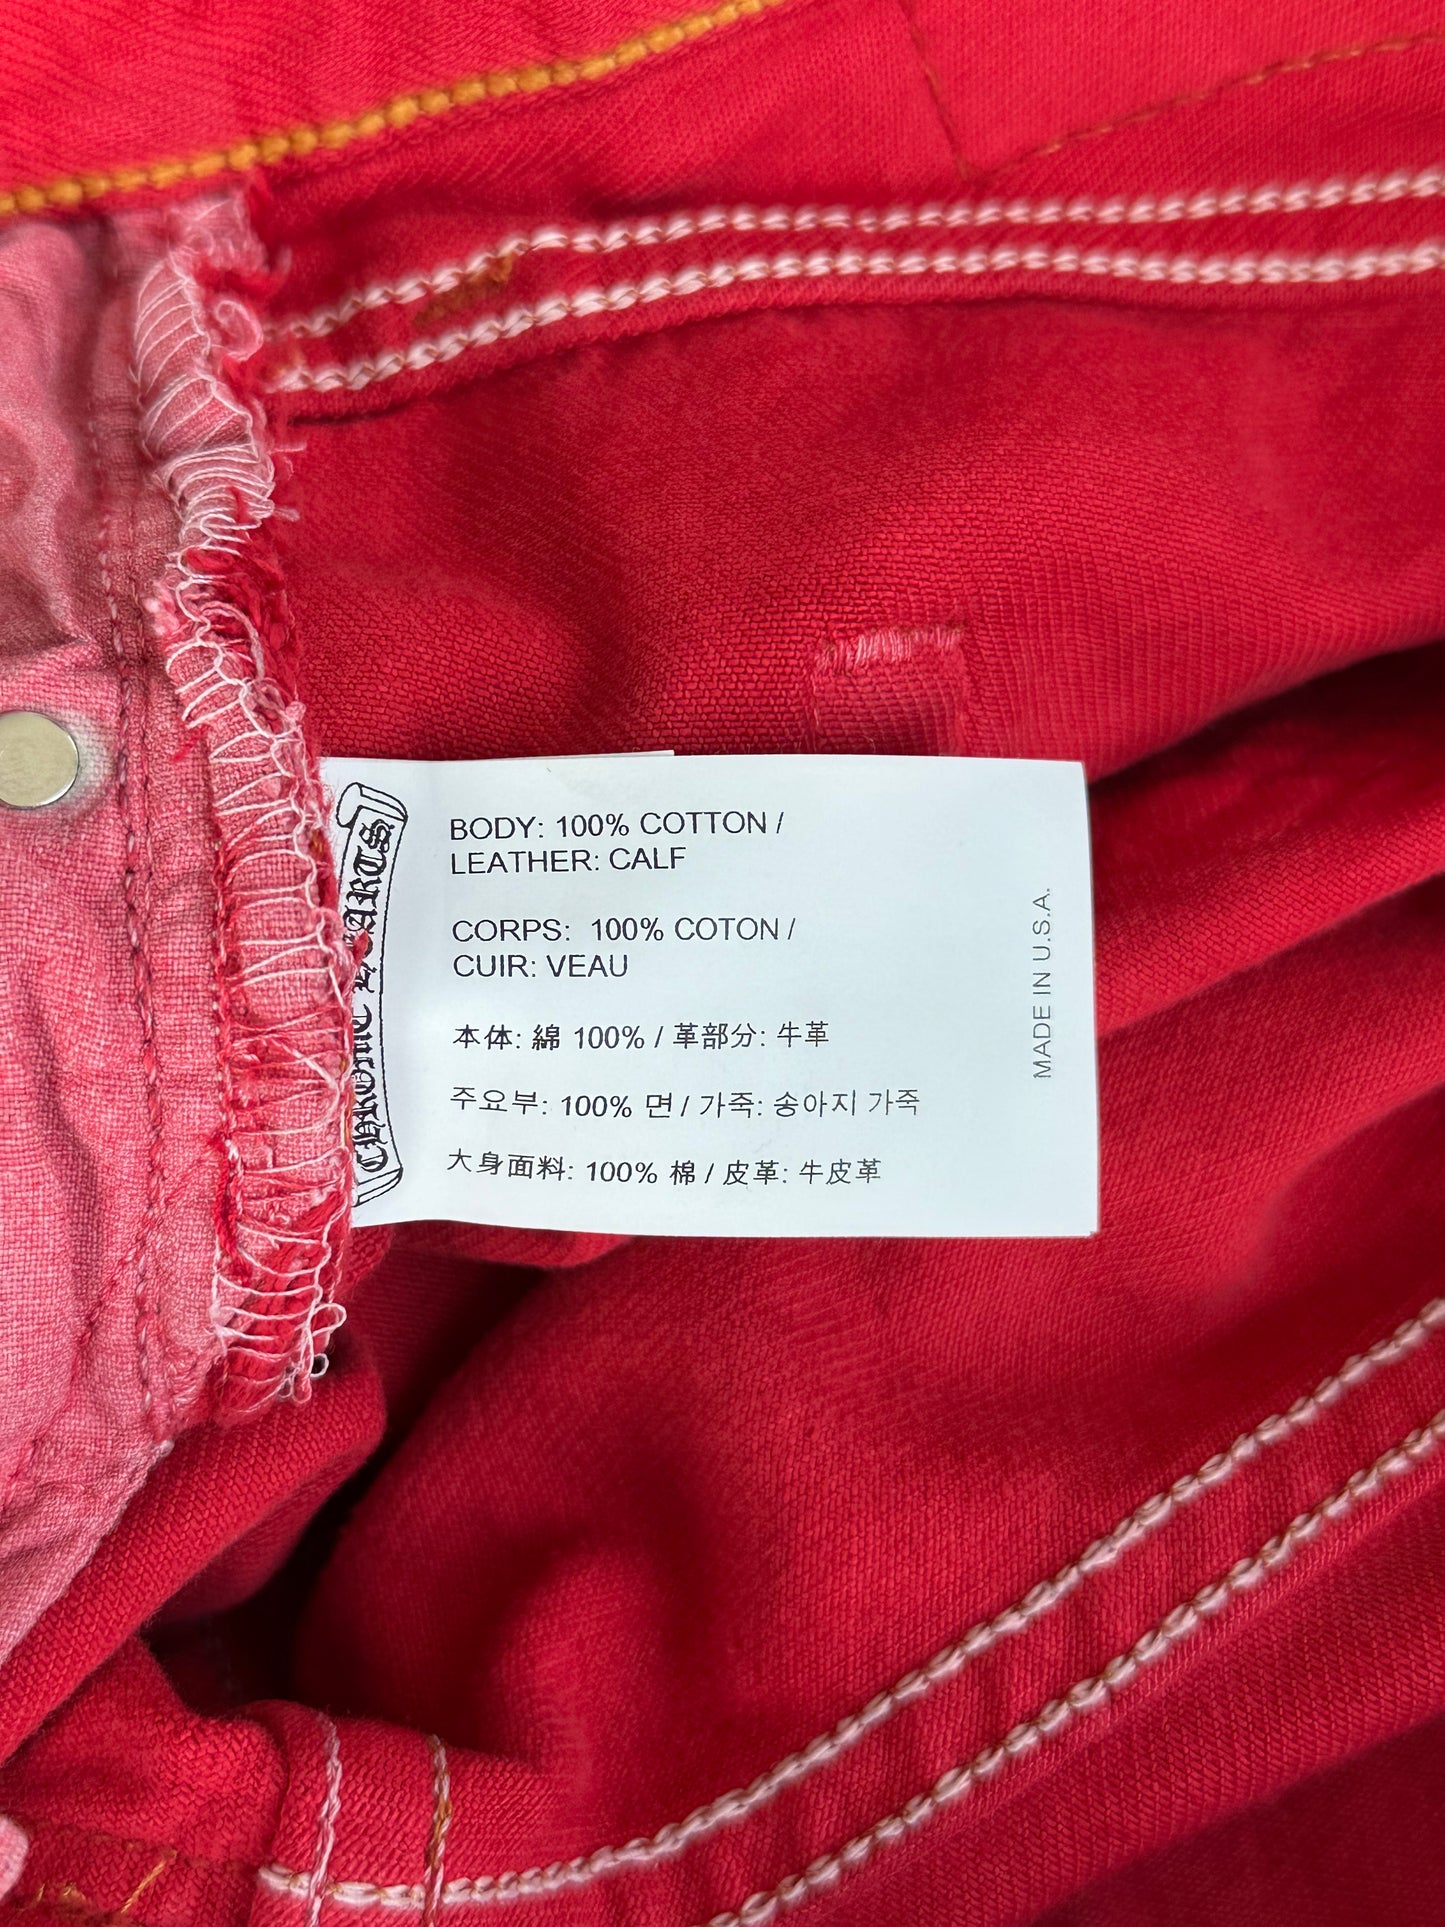 CHROME HEARTS
BODY: 100% COTTON /
LEATHER: CALF
CORPS: 100% COTON /
CUIR: VEAU
本体: 綿 100% / 革部分: 牛革
주요부: 100% 면 / 가죽: 송아지 가죽
大身面料: 100% 棉 / 皮革: 牛皮革
MADE IN U.S.A.